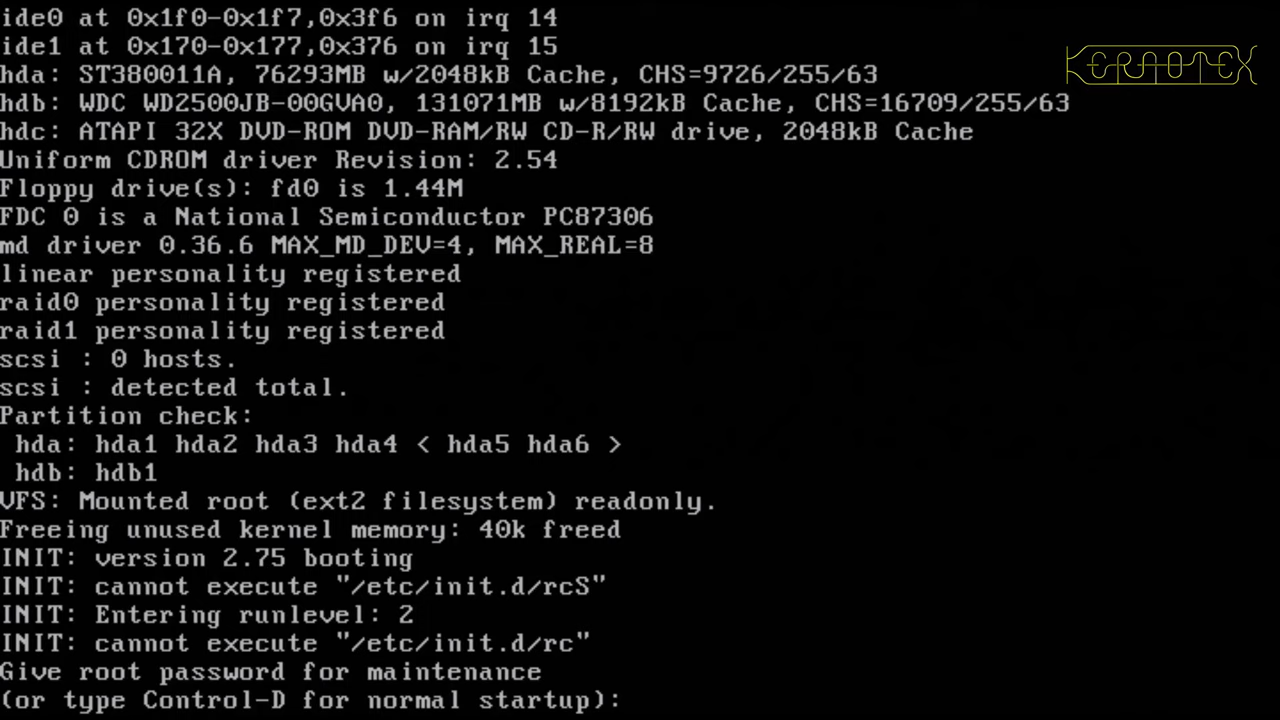 ide0 at 0x1f0-0x1f7,0x3f6 on irq 14
ide1 at 0x170-0x177,0x376 on irq 15
hda: ST380011A, 76293MB w/2048kB Cache, CHS=9726/255/63
hdb: WDC WD2500JB-00GVA0, 131071MB w/8192kB Cache, CHS=16709/255/63
hdc: ATAPI 32X DVD-ROM DVD-RAM/RW CD-R/RW drive, 2048kB Cache
Uniform CDROM driver Revision: 2.54
Floppy drive(s): fd0 is 1.44M
FDC 0 is a National Semiconductor PC87306
md driver 0.36.6 MAX_MD_DEV=4, MAX_REAL=8
linear personality registered
raid0 personality registered
raid1 personality registered
scsi : 0 hosts.
scsi : detected total.
Partition check:
 hda: hda1 hda2 hda3 hda4 < hda5 hda6 >
 hdb: hdb1
VFS: Mounted root (ext2 filesystem) readonly.
Freeing unused kernel memory: 40k freed
INIT: version 2.75 booting
INIT: cannot execute "/etc/init.d/rcS"
INIT: Entering runlevel: 2
INIT: cannot execute "/etc/init.d/rc"
Give root password for maintenance
(or type Control-D for normal startup):